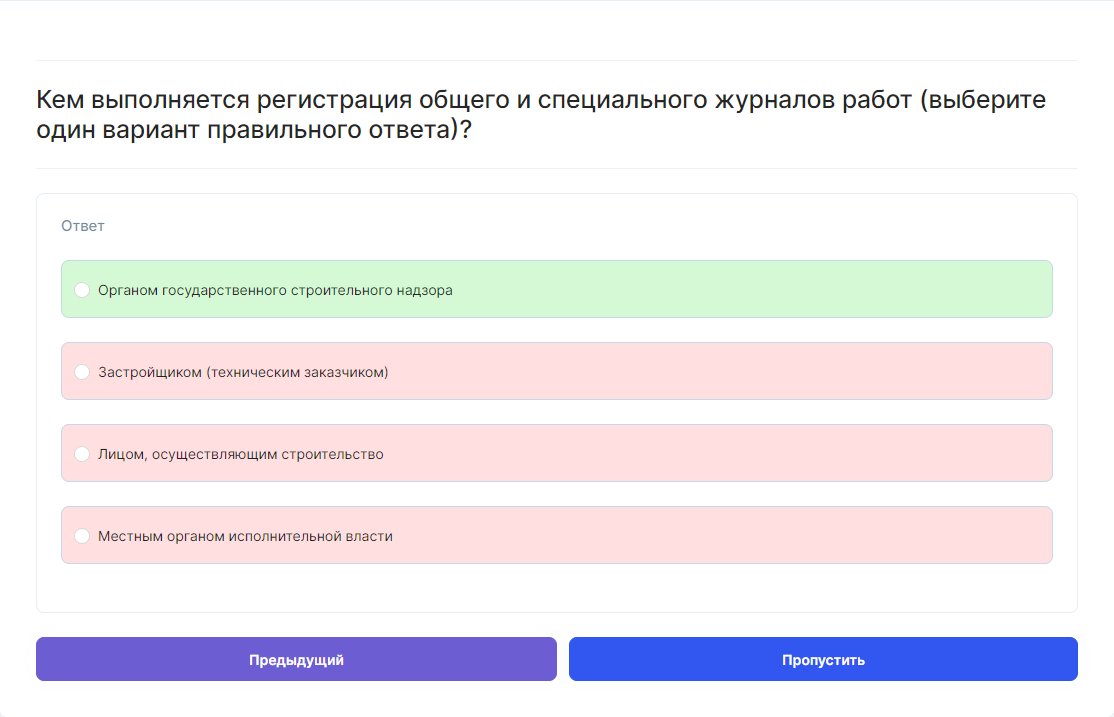 Кем выполняется регистрация общего и специального журналов работ (выберите
один вариант правильного ответа)?
Ответ
Органом государственного строительного надзора
Застройщиком (техническим заказчиком)
Лицом, осуществляющим строительство
Местным органом исполнительной власти
Предыдущий
Пропустить